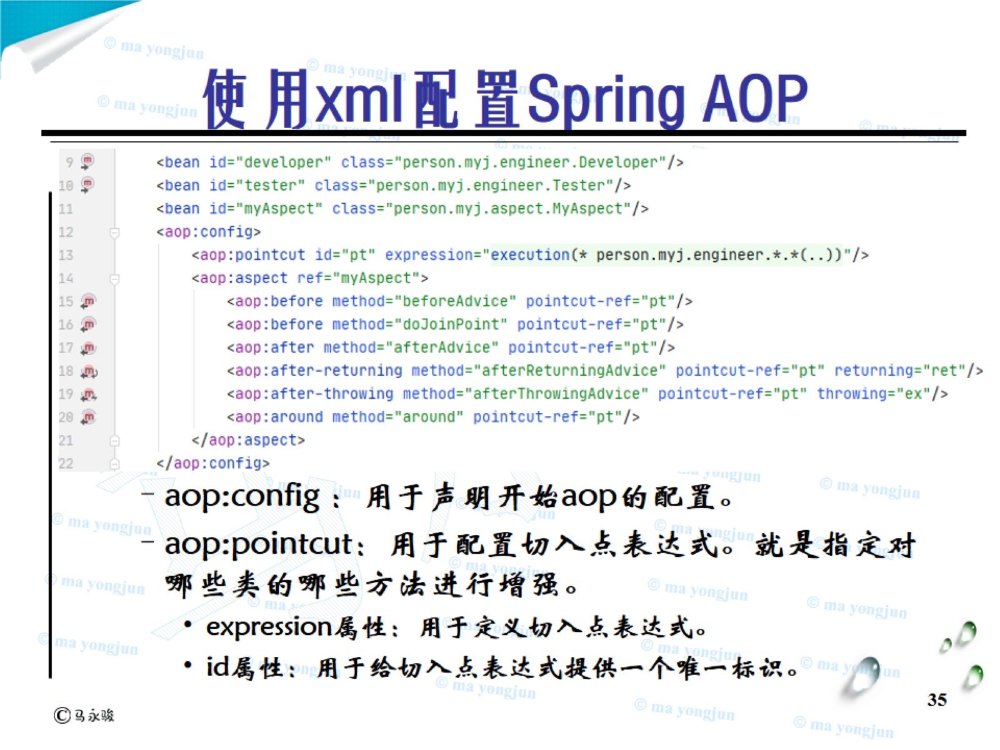 使用xml配置Spring AOP
9 <bean id="developer" class="person.myj.engineer.Developer"/>
10 <bean id="tester" class="person.myj.engineer.Tester"/>
11 <bean id="myAspect" class="person.myj.aspect.MyAspect"/>
12 <aop:config>
13 <aop:pointcut id="pt" expression="execution(* person.myj.engineer.*.*(..))"/>
14 <aop:aspect ref="myAspect">
15 <aop:before method="beforeAdvice" pointcut-ref="pt"/>
16 <aop:before method="doJoinPoint" pointcut-ref="pt"/>
17 <aop:after method="afterAdvice" pointcut-ref="pt"/>
18 <aop:after-returning method="afterReturningAdvice" pointcut-ref="pt" returning="ret"/>
19 <aop:after-throwing method="afterThrowingAdvice" pointcut-ref="pt" throwing="ex"/>
20 <aop:around method="around" pointcut-ref="pt"/>
21 </aop:aspect>
22 </aop:config>
– aop:config ：用于声明开始aop的配置。
– aop:pointcut：用于配置切入点表达式。就是指定对
哪些类的哪些方法进行增强。
• expression属性：用于定义切入点表达式。
• id属性：用于给切入点表达式提供一个唯一标识。
35
©马永骏
© ma yongjun